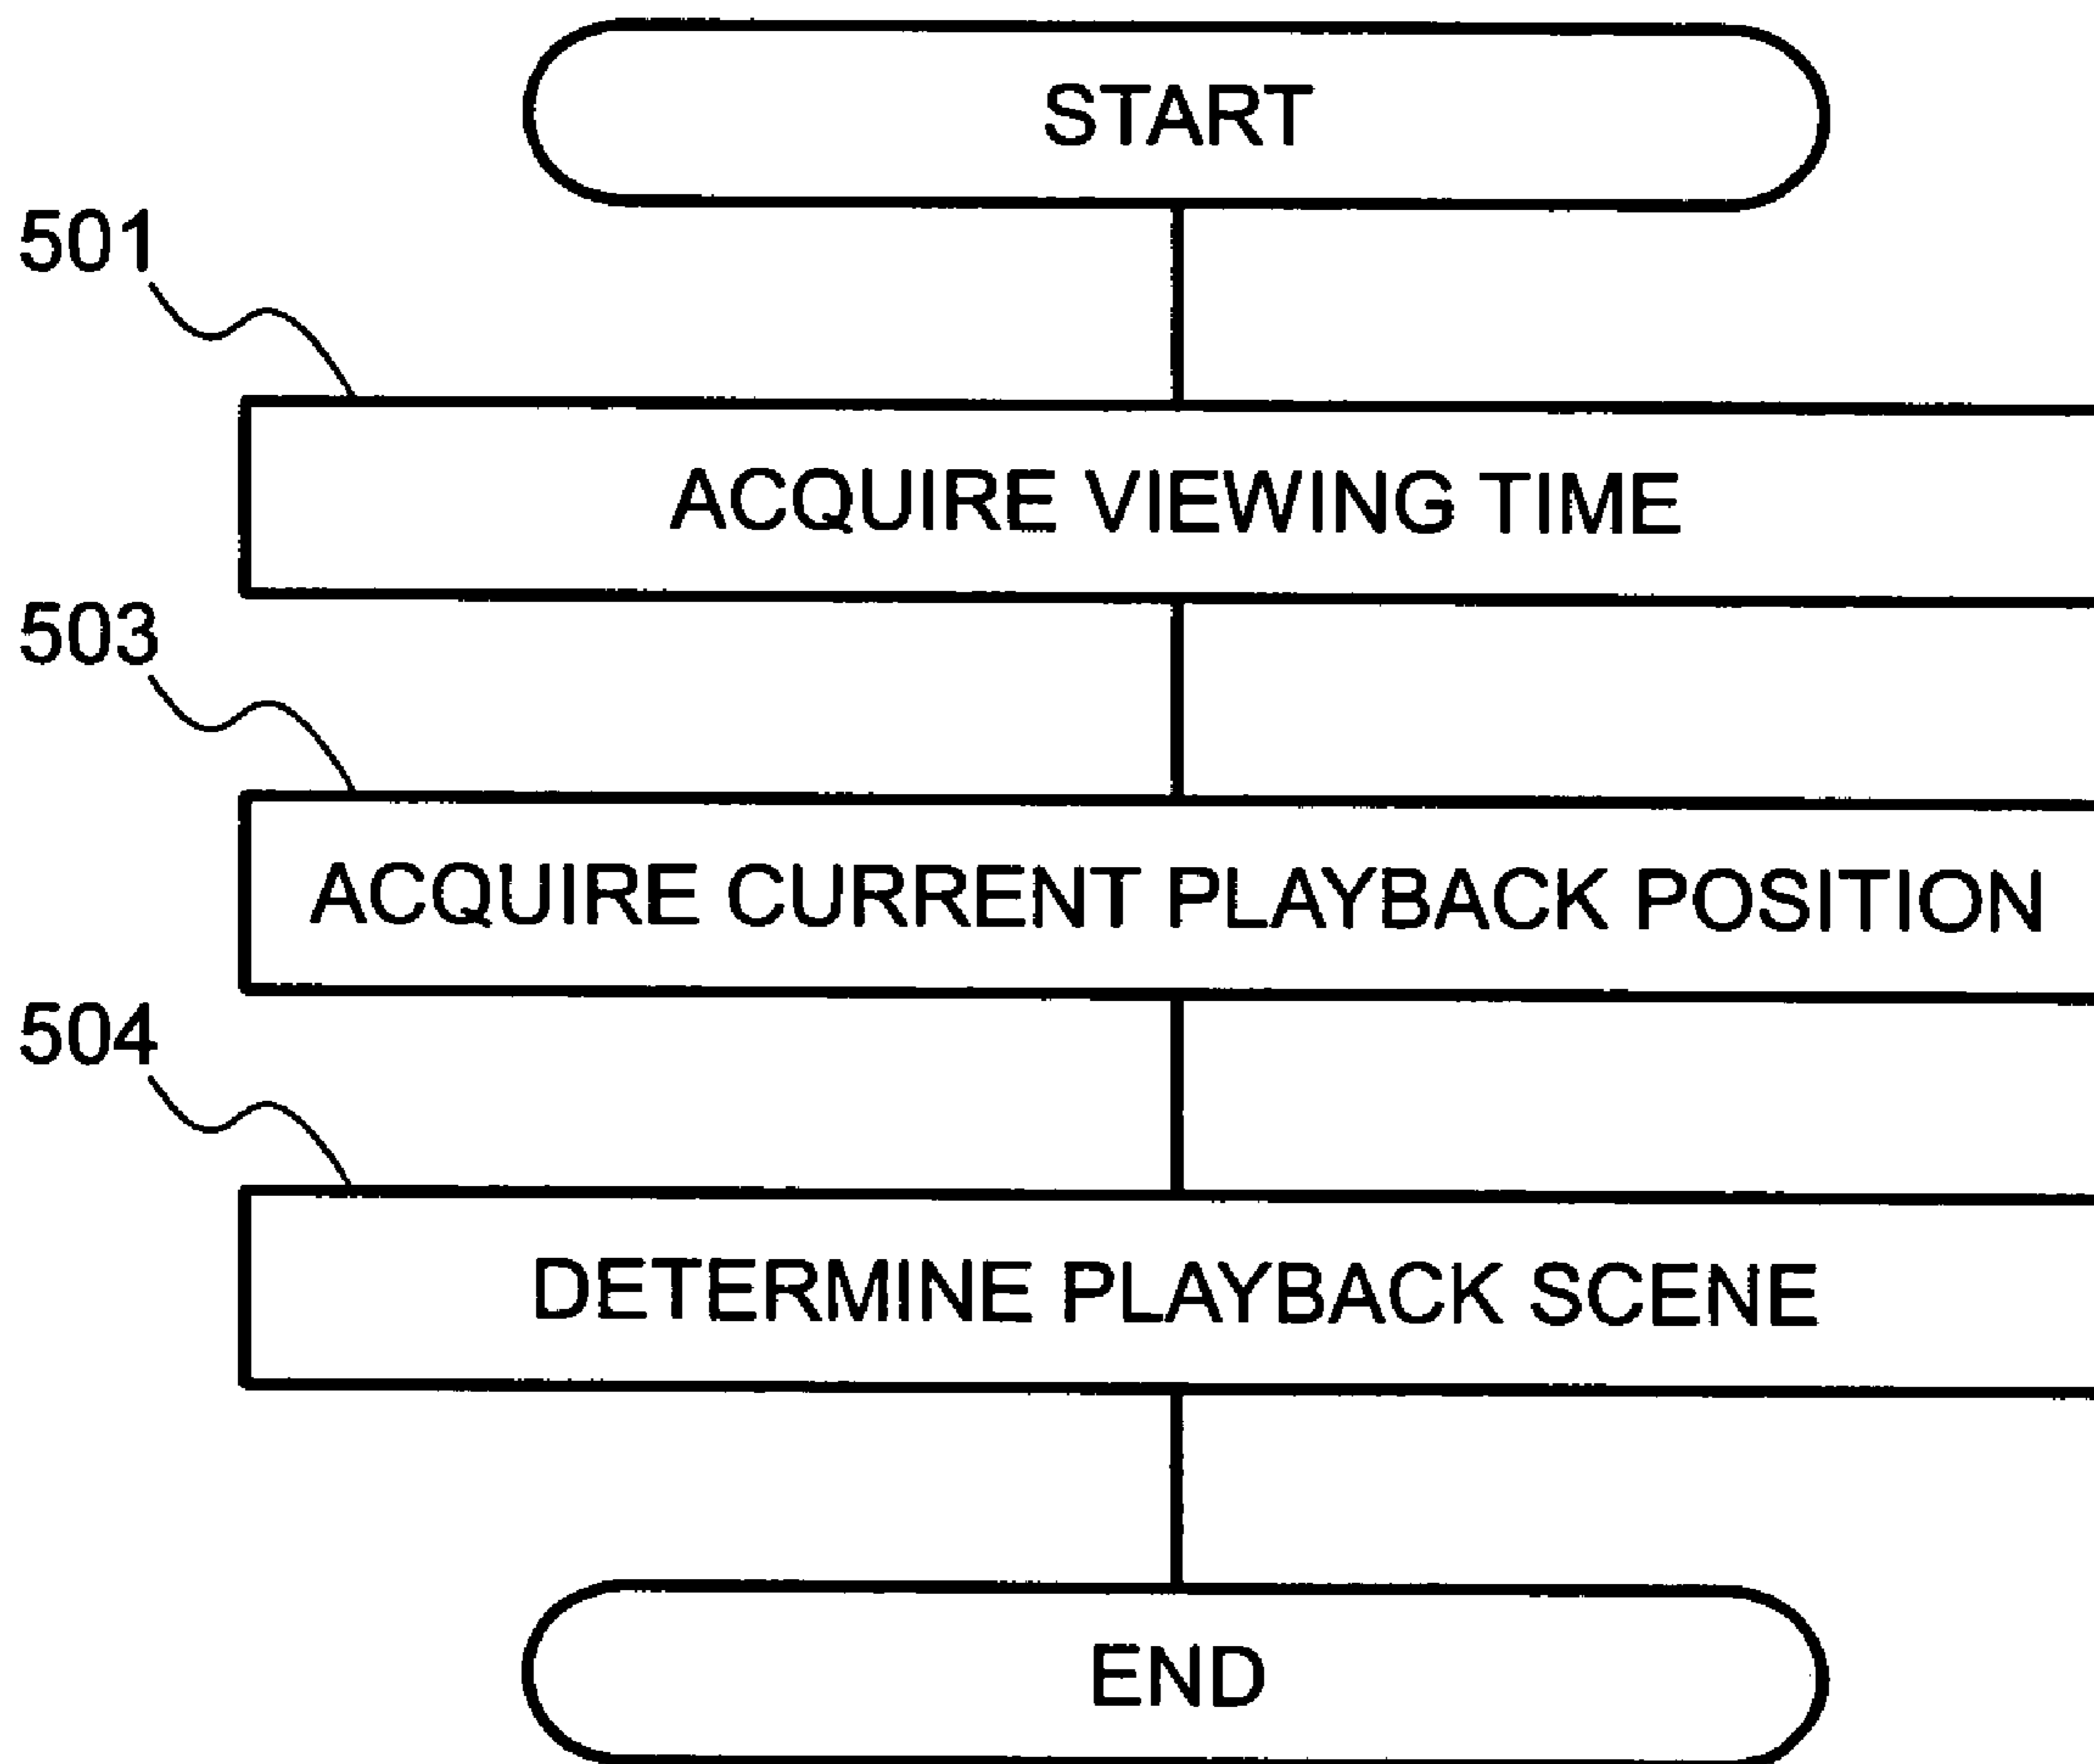 START
501
ACQUIRE VIEWING TIME
503
ACQUIRE CURRENT PLAYBACK POSITION
504
DETERMINE PLAYBACK SCENE
END